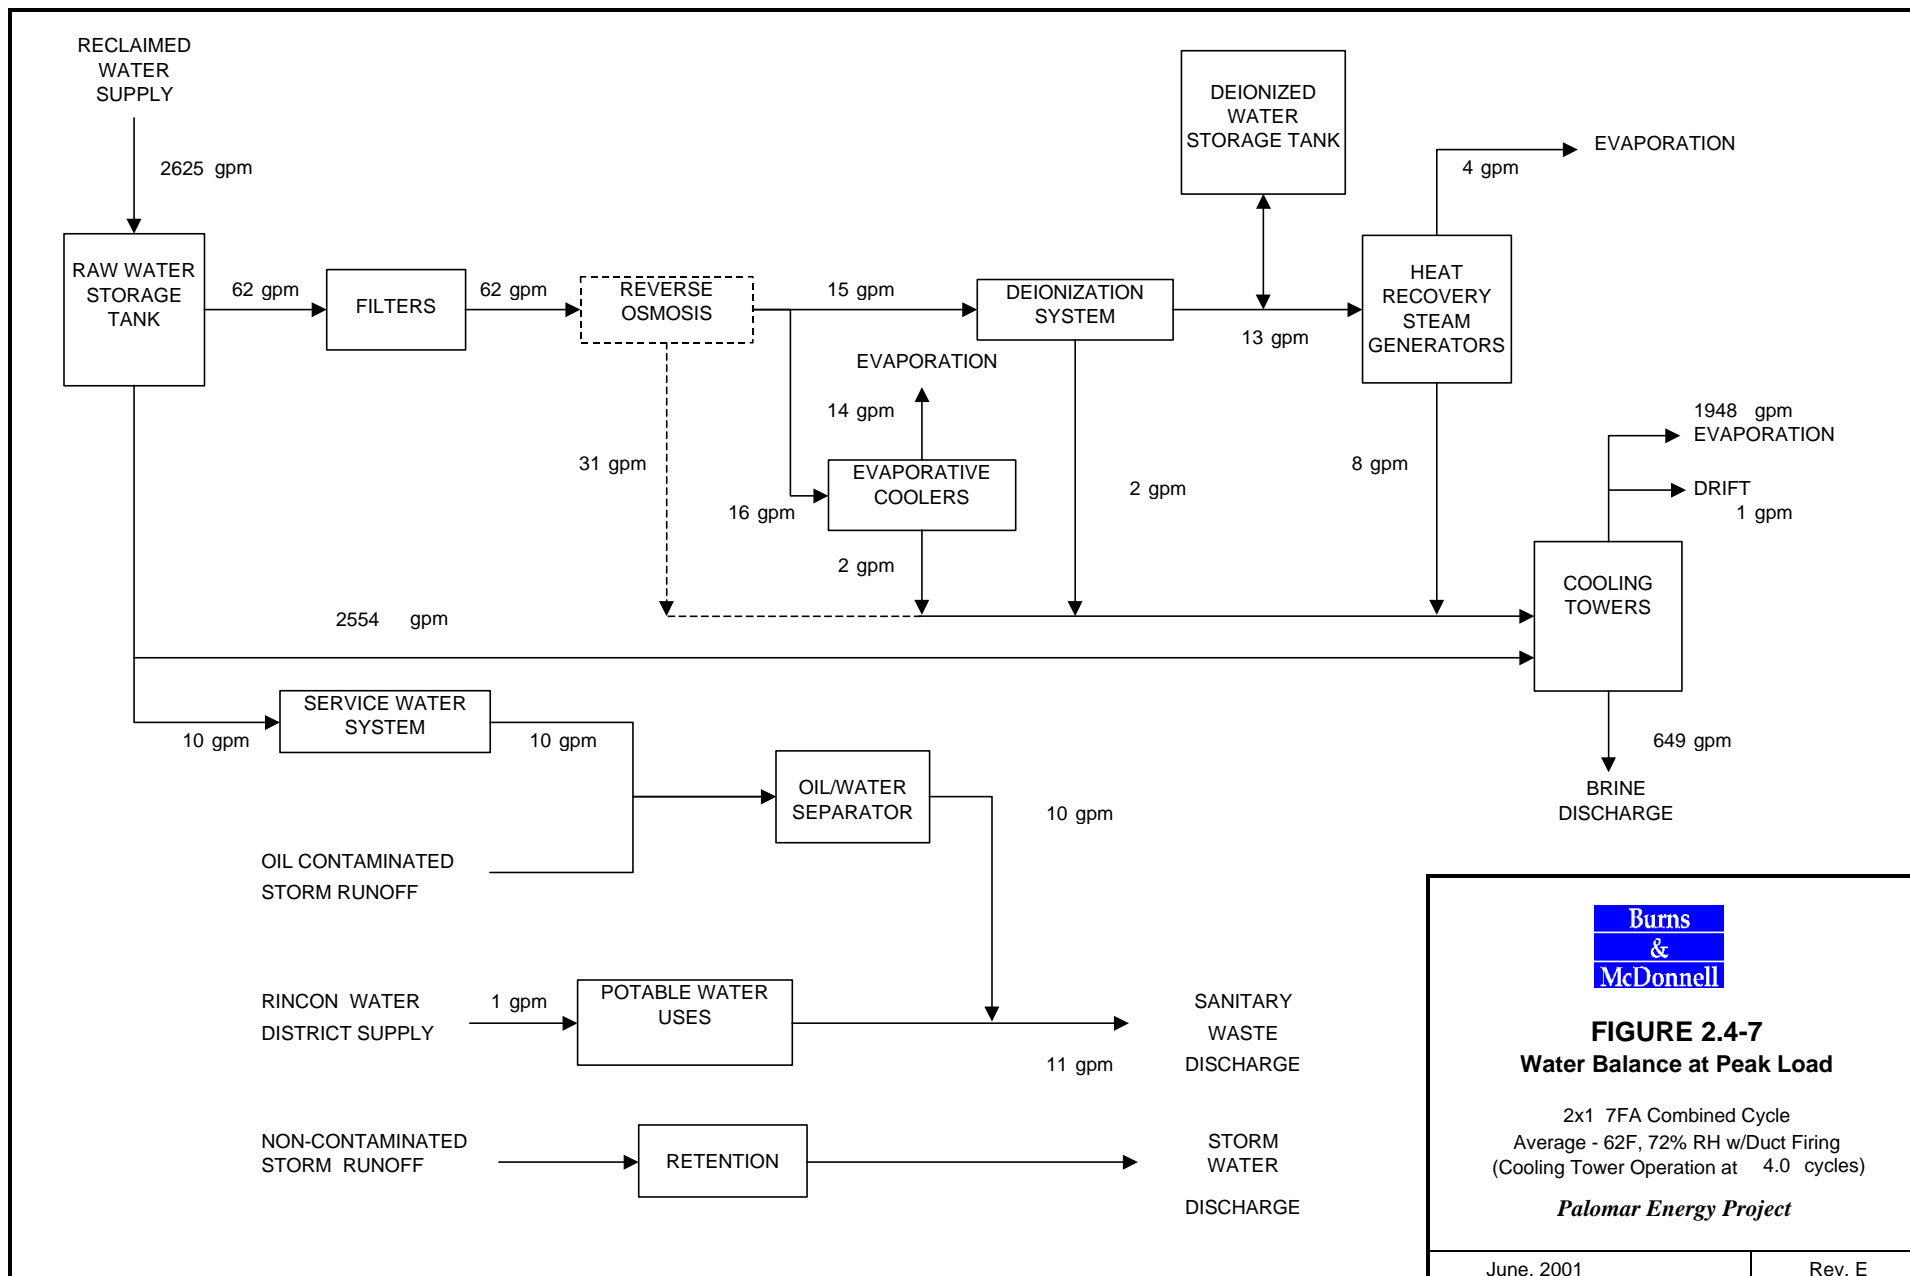 RECLAIMED
WATER
SUPPLY
2625 gpm
RAW WATER
STORAGE
TANK
62 gpm
FILTERS
62 gpm
REVERSE
OSMOSIS
15 gpm
DEIONIZATION
SYSTEM
DEIONIZED
WATER
STORAGE TANK
13 gpm
HEAT
RECOVERY
STEAM
GENERATORS
4 gpm
EVAPORATION
EVAPORATION
14 gpm
31 gpm
EVAPORATIVE
COOLERS
16 gpm
2 gpm
2 gpm
8 gpm
1948 gpm
EVAPORATION
DRIFT
1 gpm
COOLING
TOWERS
2554 gpm
649 gpm
BRINE
DISCHARGE
10 gpm
SERVICE WATER
SYSTEM
10 gpm
OIL/WATER
SEPARATOR
10 gpm
OIL CONTAMINATED
STORM RUNOFF
RINCON WATER
DISTRICT SUPPLY
1 gpm
POTABLE WATER
USES
11 gpm
SANITARY
WASTE
DISCHARGE
NON-CONTAMINATED
STORM RUNOFF
RETENTION
STORM
WATER
DISCHARGE
Burns
&
McDonnell
FIGURE 2.4-7
Water Balance at Peak Load
2x1 7FA Combined Cycle
Average - 62F, 72% RH w/Duct Firing
(Cooling Tower Operation at 4.0 cycles)
Palomar Energy Project
June, 2001
Rev. E